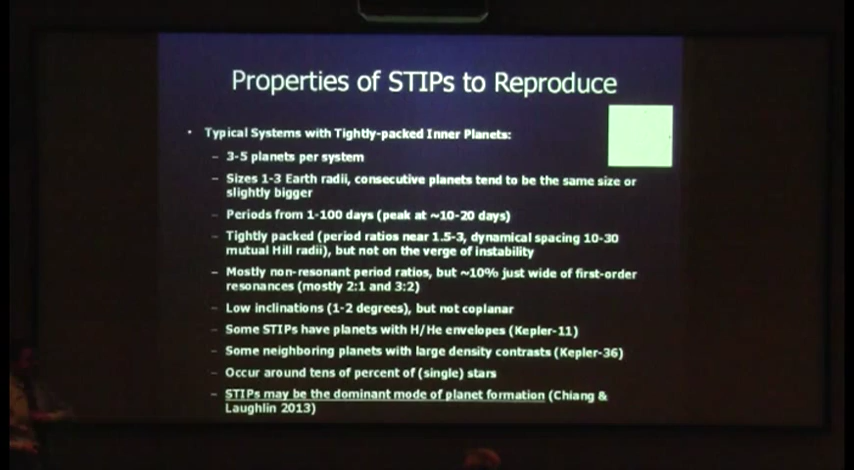 Properties of STIPs to Reproduce
• Typical Systems with Tightly-packed Inner Planets:
– 3-5 planets per system
– Sizes 1-3 Earth radii, consecutive planets tend to be the same size or
slightly bigger
– Periods from 1-100 days (peak at ~10-20 days)
– Tightly packed (period ratios near 1.5-3, dynamical spacing 10-30
mutual Hill radii), but not on the verge of instability
– Mostly non-resonant period ratios, but ~10% just wide of first-order
resonances (mostly 2:1 and 3:2)
– Low inclinations (1-2 degrees), but not coplanar
– Some STIPs have planets with H/He envelopes (Kepler-11)
– Some neighboring planets with large density contrasts (Kepler-36)
– Occur around tens of percent of (single) stars
– STIPs may be the dominant mode of planet formation (Chiang &
Laughlin 2013)